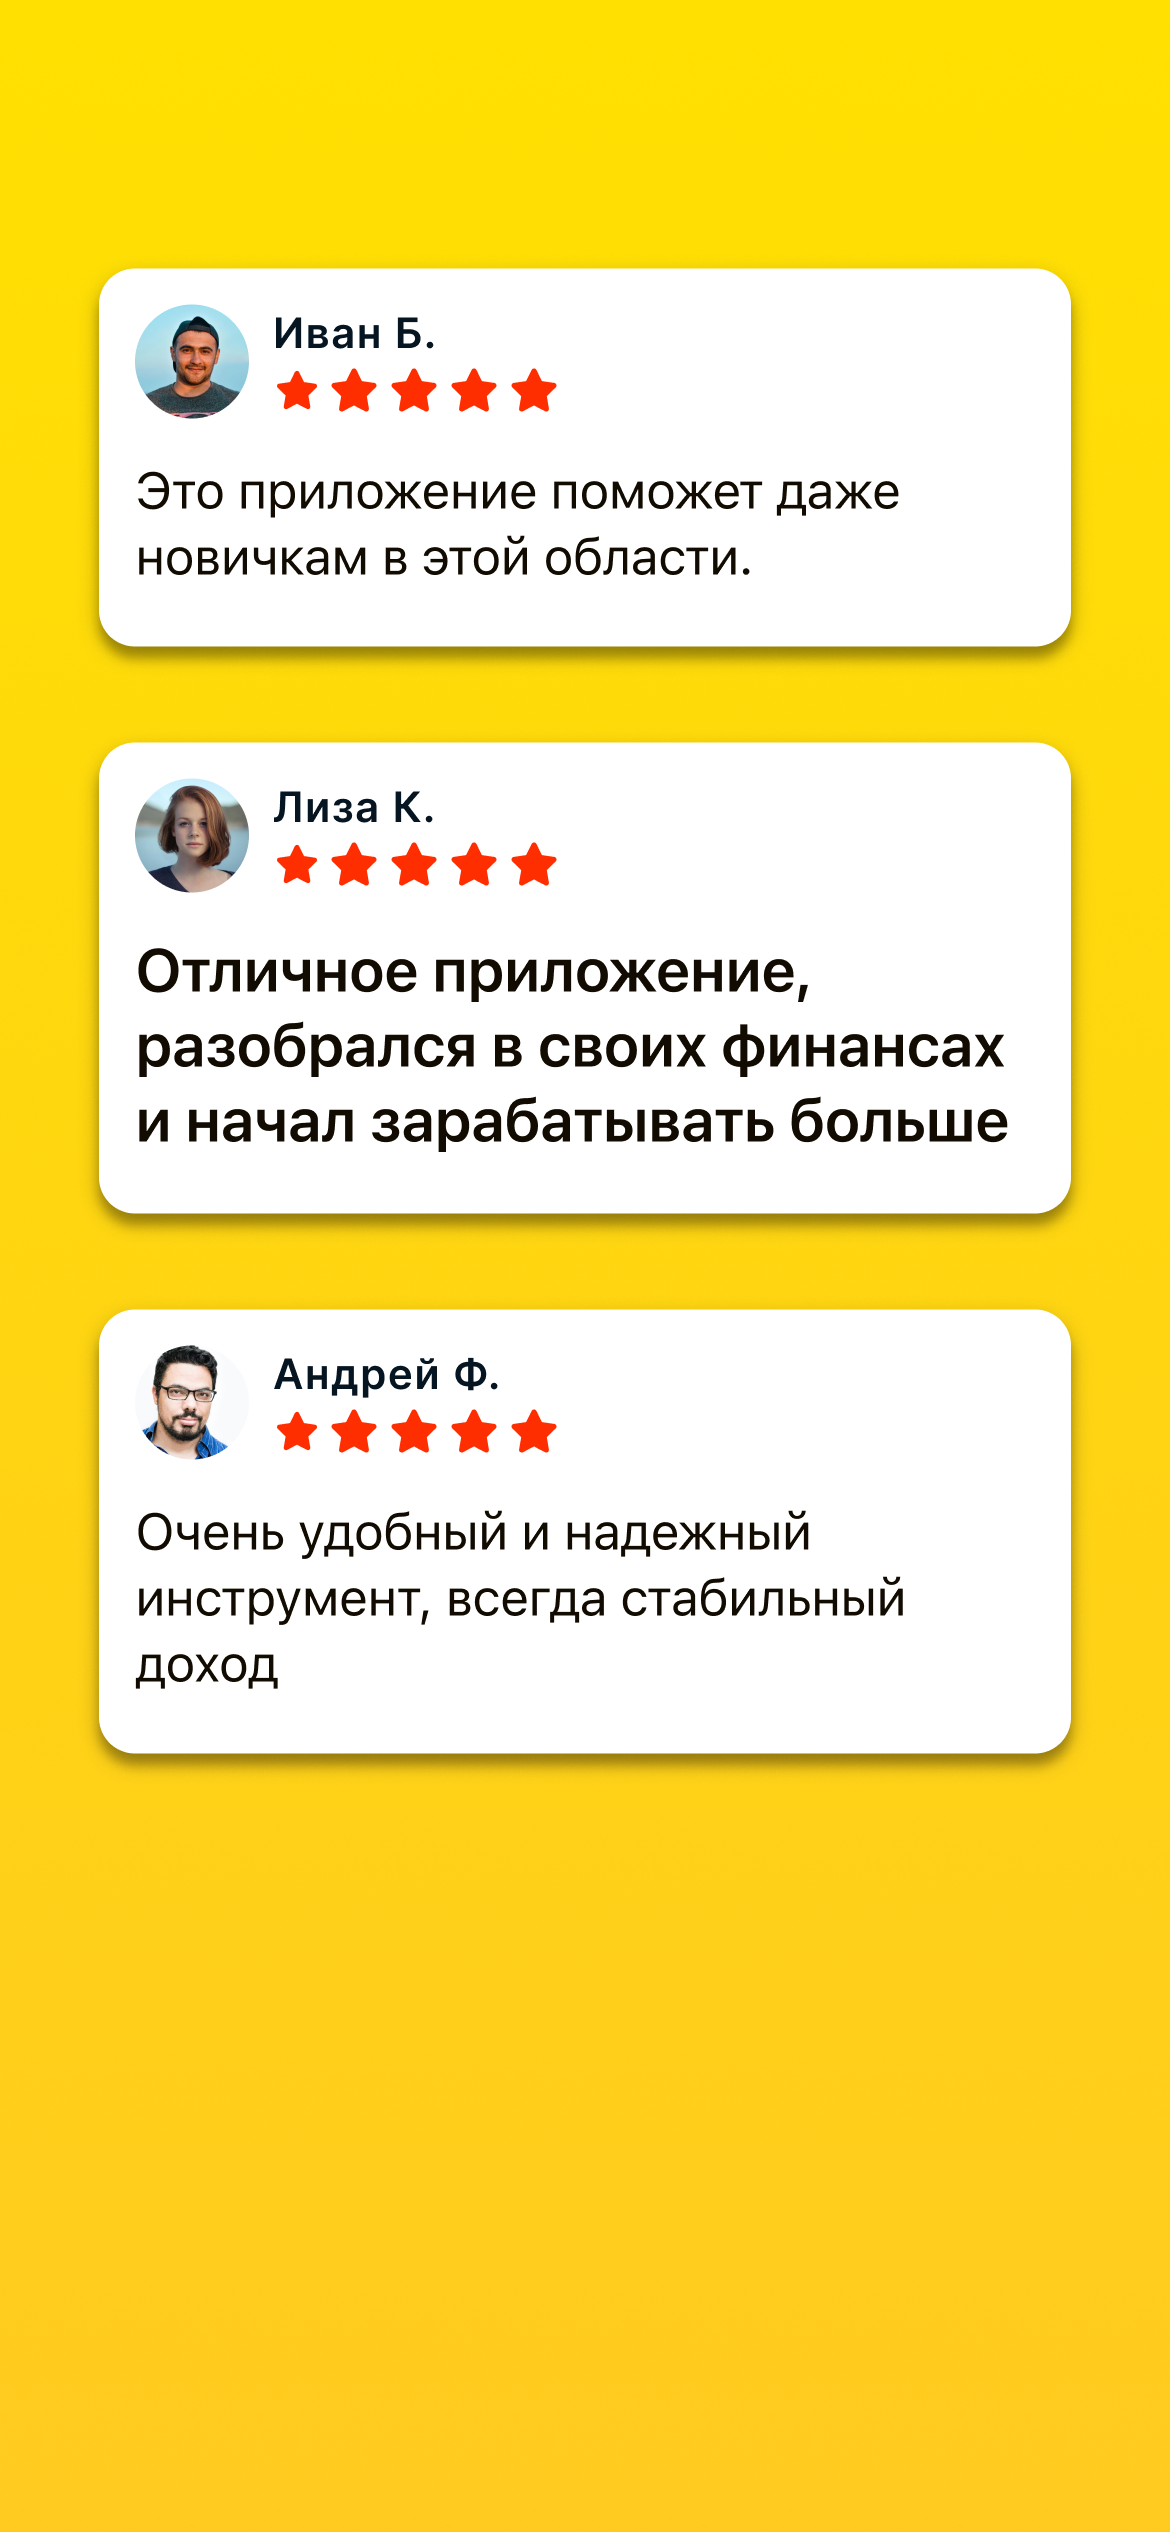 Иван Б.
Это приложение поможет даже
новичкам в этой области.
Лиза К.
Отличное приложение,
разобрался в своих финансах
и начал зарабатывать больше
Андрей Ф.
Очень удобный и надежный
инструмент, всегда стабильный
доход